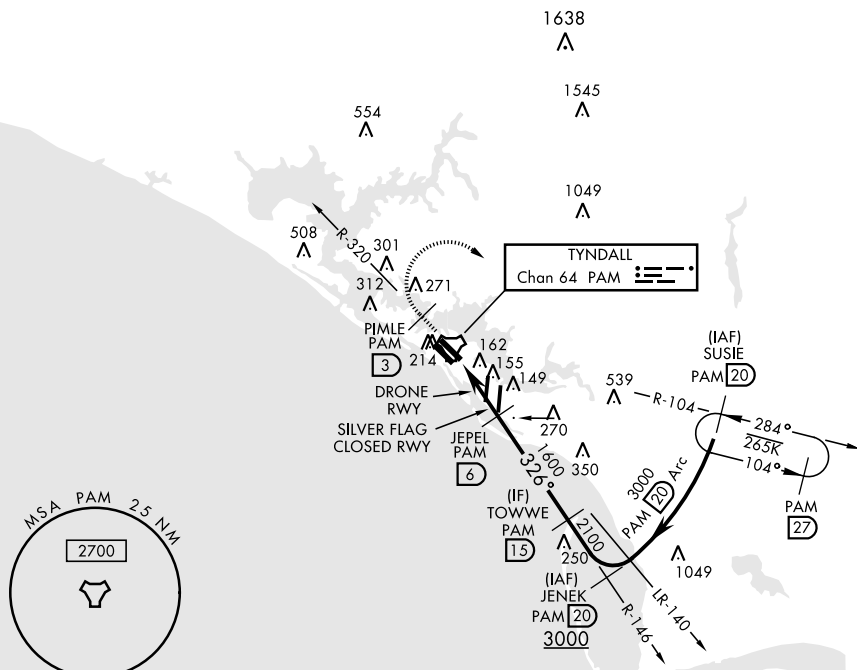 1638
1545
554
1049
508
R-320
301
TYNDALL
Chan 64 PAM
271
312
PIMLE
PAM
3
(IAF)
SUSIE
PAM 20
214
162
155
149
539
R-104
DRONE
RWY
284°
265K
104°
SILVER FLAG
CLOSED RWY
270
JEPEL
PAM
6
1600
326°
350
3000
PAM 20 Arc
PAM
27
(IF)
TOWWE
PAM
15
2100
MSA PAM 25 NM
2700
250
1049
(IAF)
JENEK
PAM 20
3000
R-146
LR-140